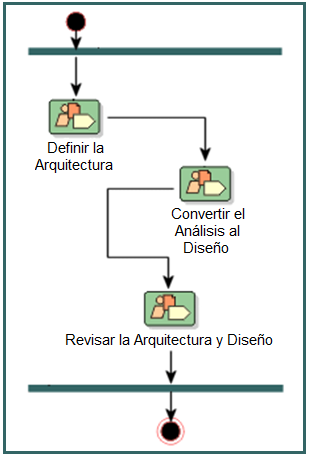 Definir la
Arquitectura
Convertir el
Análisis al
Diseño
Revisar la Arquitectura y Diseño